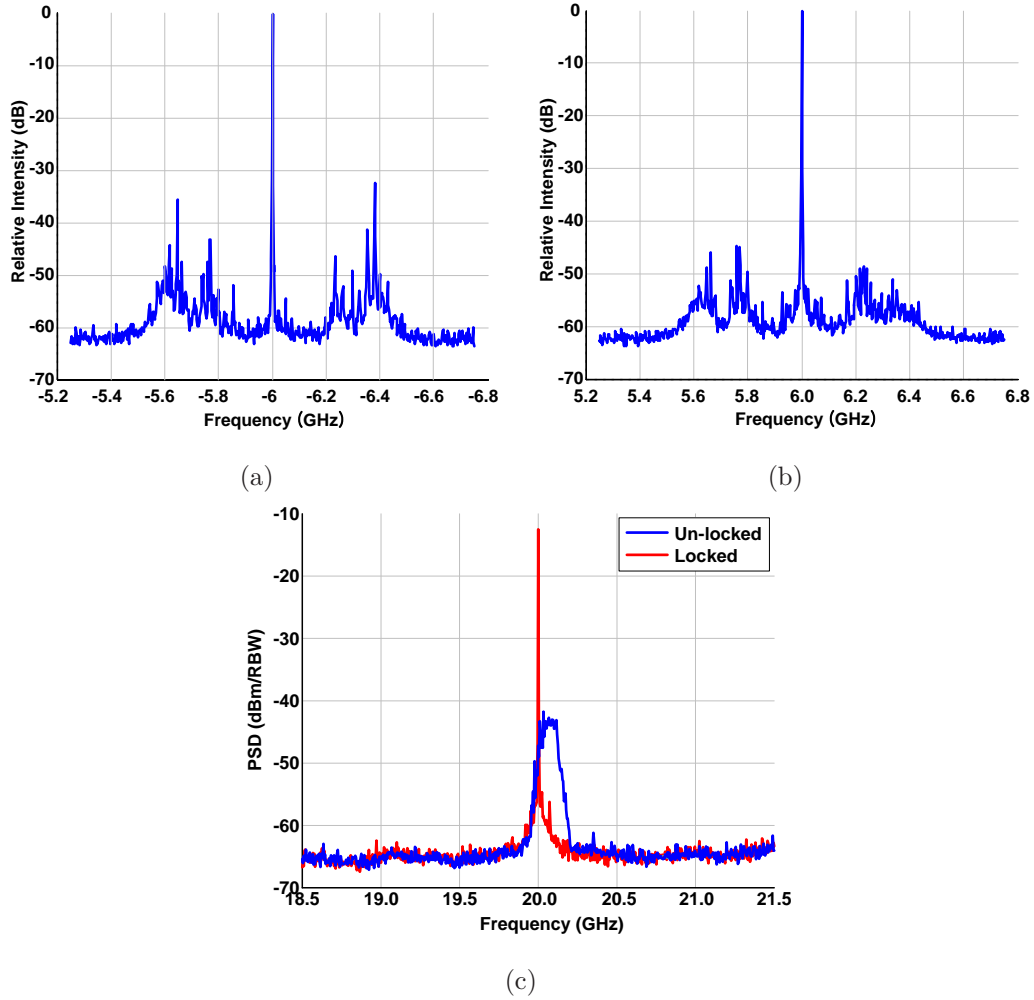 0
-10
-20
-30
-40
-50
-60
-70
Relative Intensity (dB)
-5.2 -5.4 -5.6 -5.8 -6 -6.2 -6.4 -6.6 -6.8
Frequency (GHz)
(a)
0
-10
-20
-30
-40
-50
-60
-70
Relative Intensity (dB)
5.2 5.4 5.6 5.8 6.0 6.2 6.4 6.6 6.8
Frequency (GHz)
(b)
-10
-20
-30
-40
-50
-60
-70
PSD (dBm/RBW)
Un-locked
Locked
18.5 19.0 19.5 20.0 20.5 21.0 21.5
Frequency (GHz)
(c)